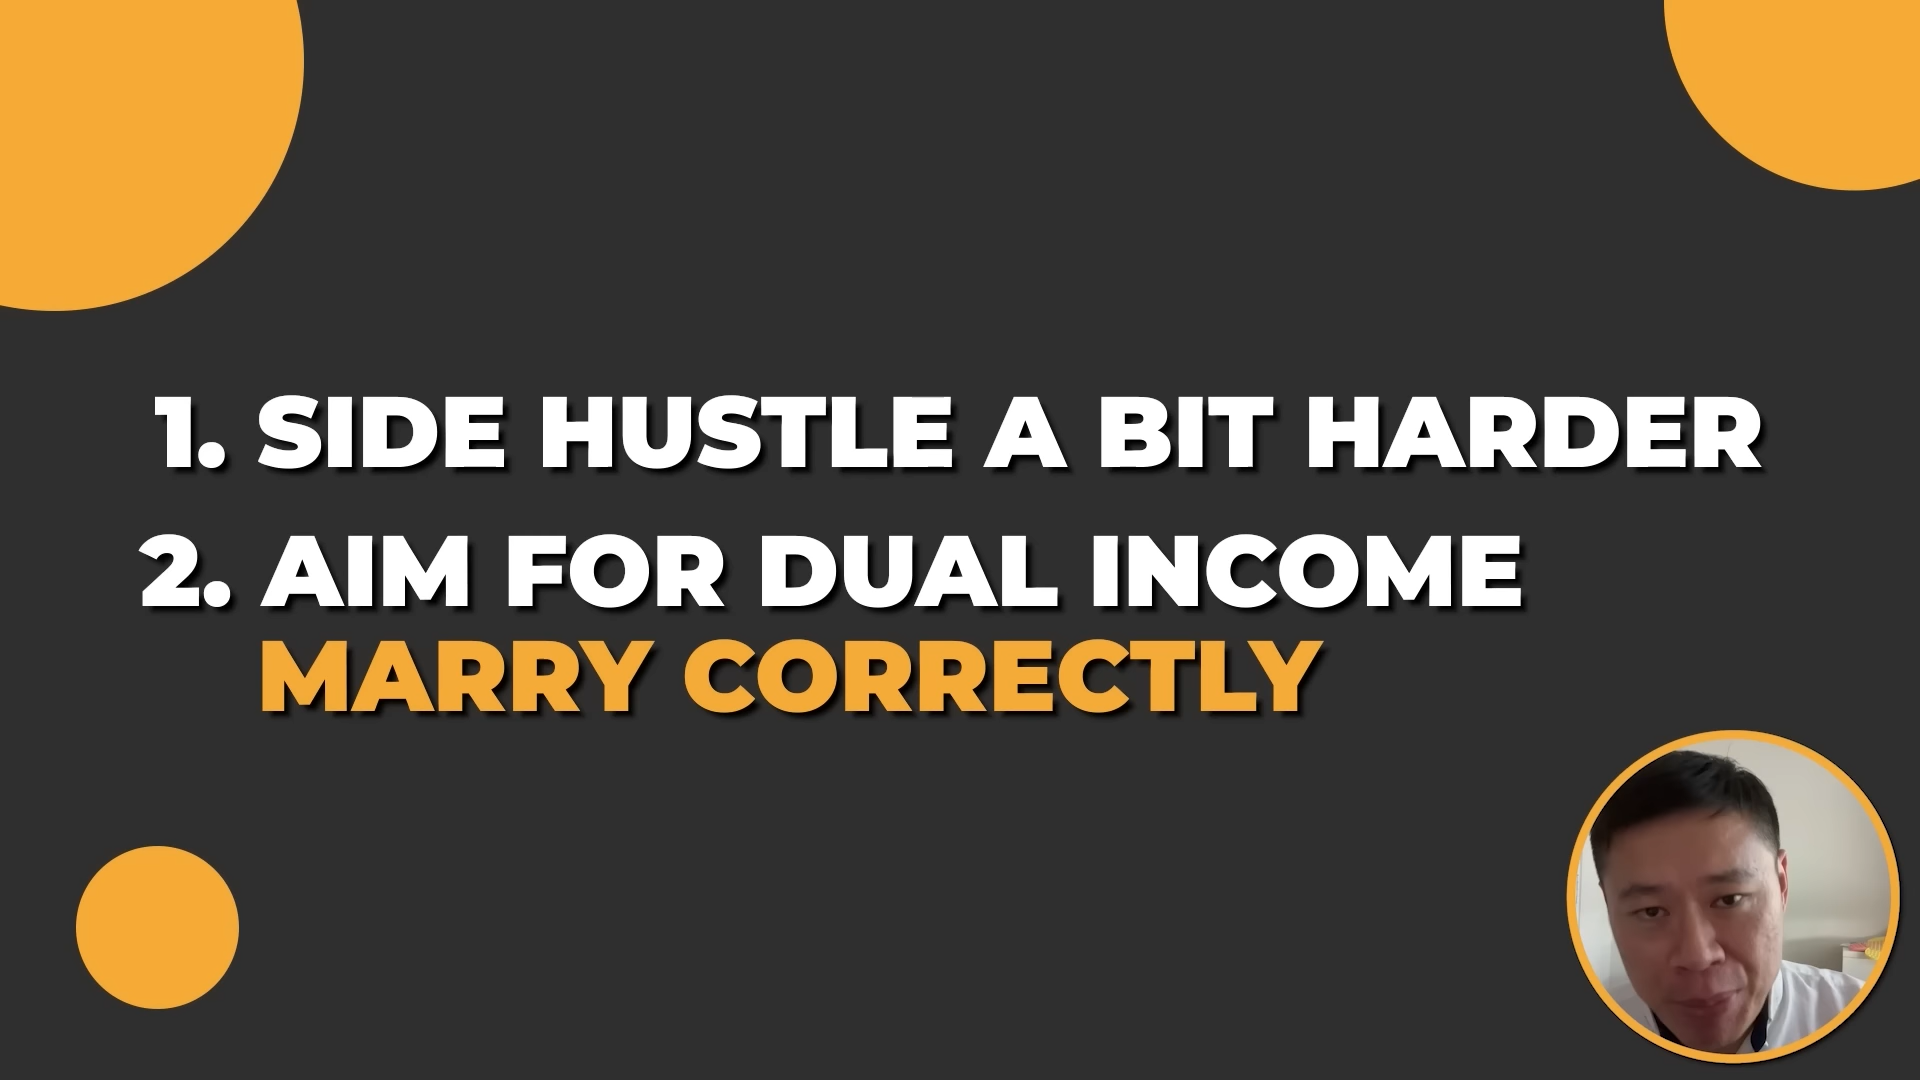 1. SIDE HUSTLE A BIT HARDER
2. AIM FOR DUAL INCOME
MARRY CORRECTLY